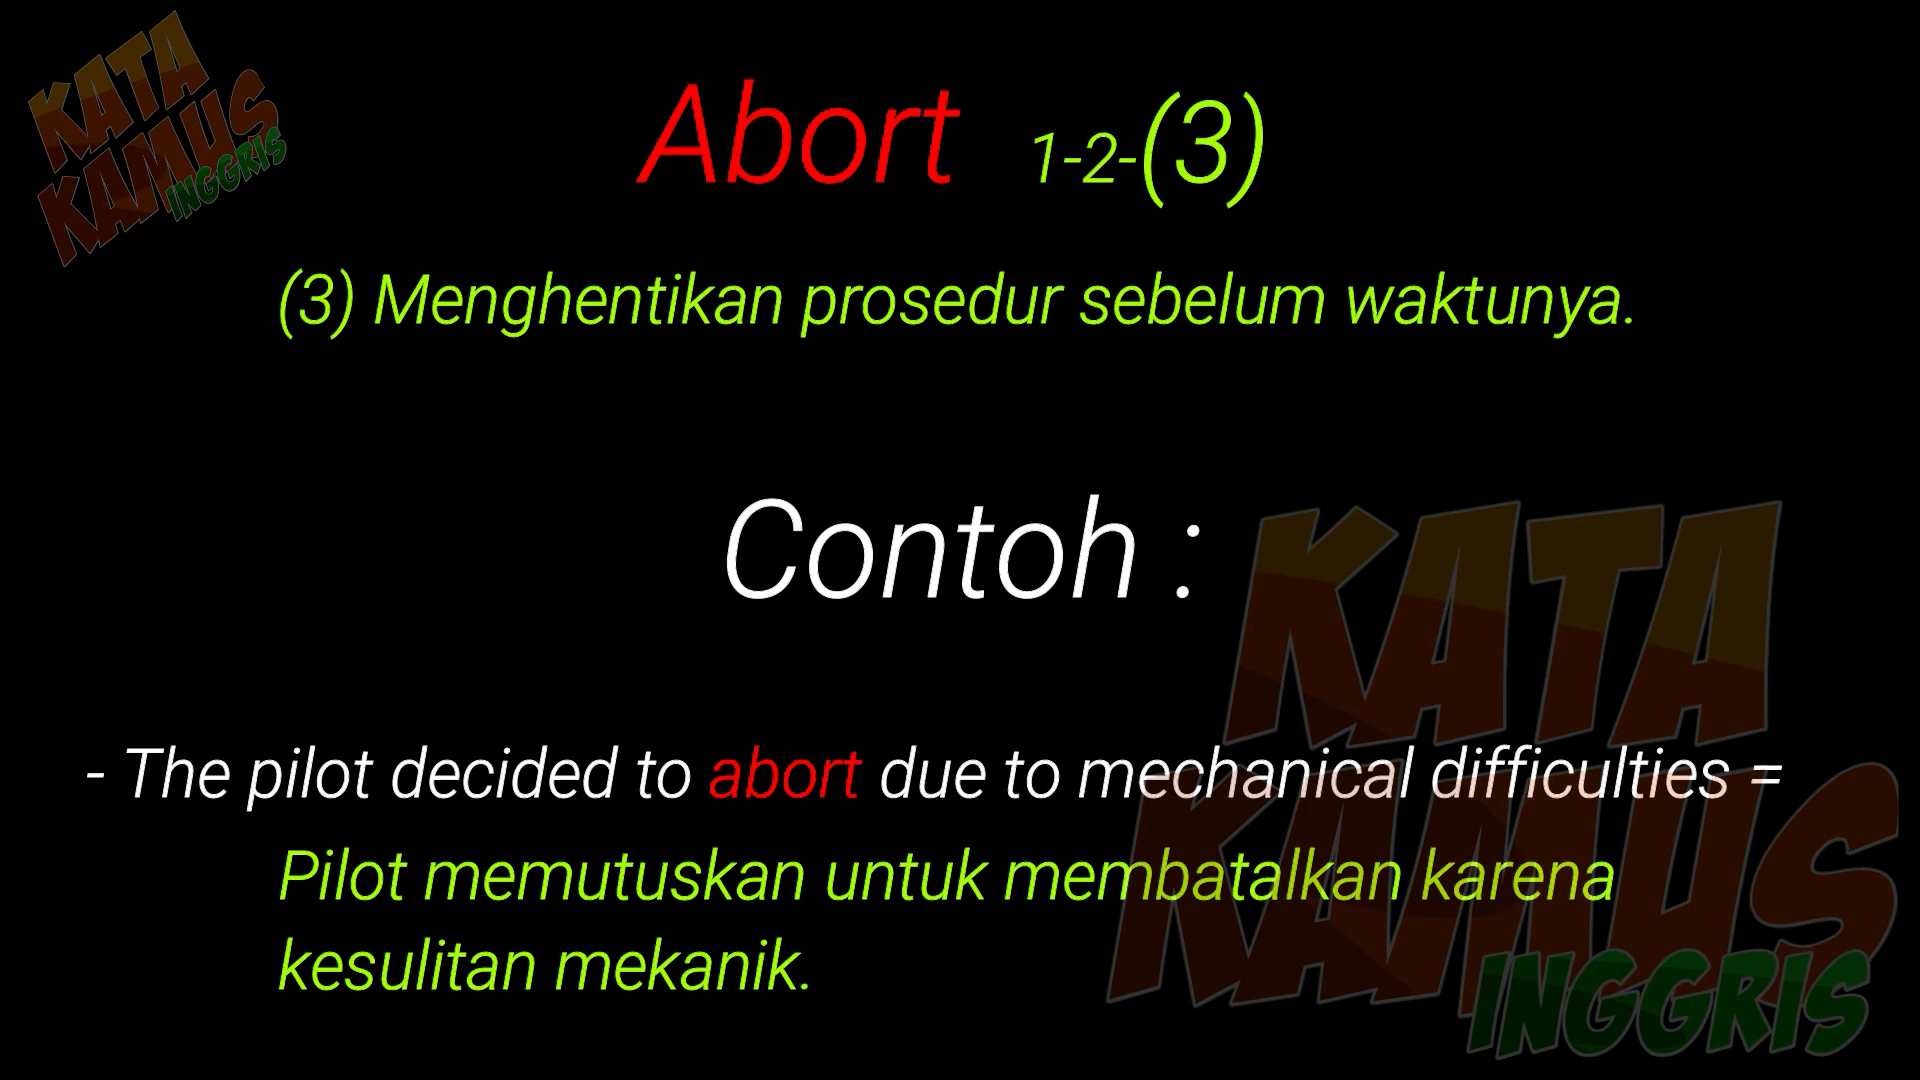 KATA
KAMUS
INGGRIS
Abort 1-2-(3)
(3) Menghentikan prosedur sebelum waktunya.
Contoh :
- The pilot decided to abort due to mechanical difficulties =
Pilot memutuskan untuk membatalkan karena
kesulitan mekanik.
KATA
KAMUS
INGGRIS